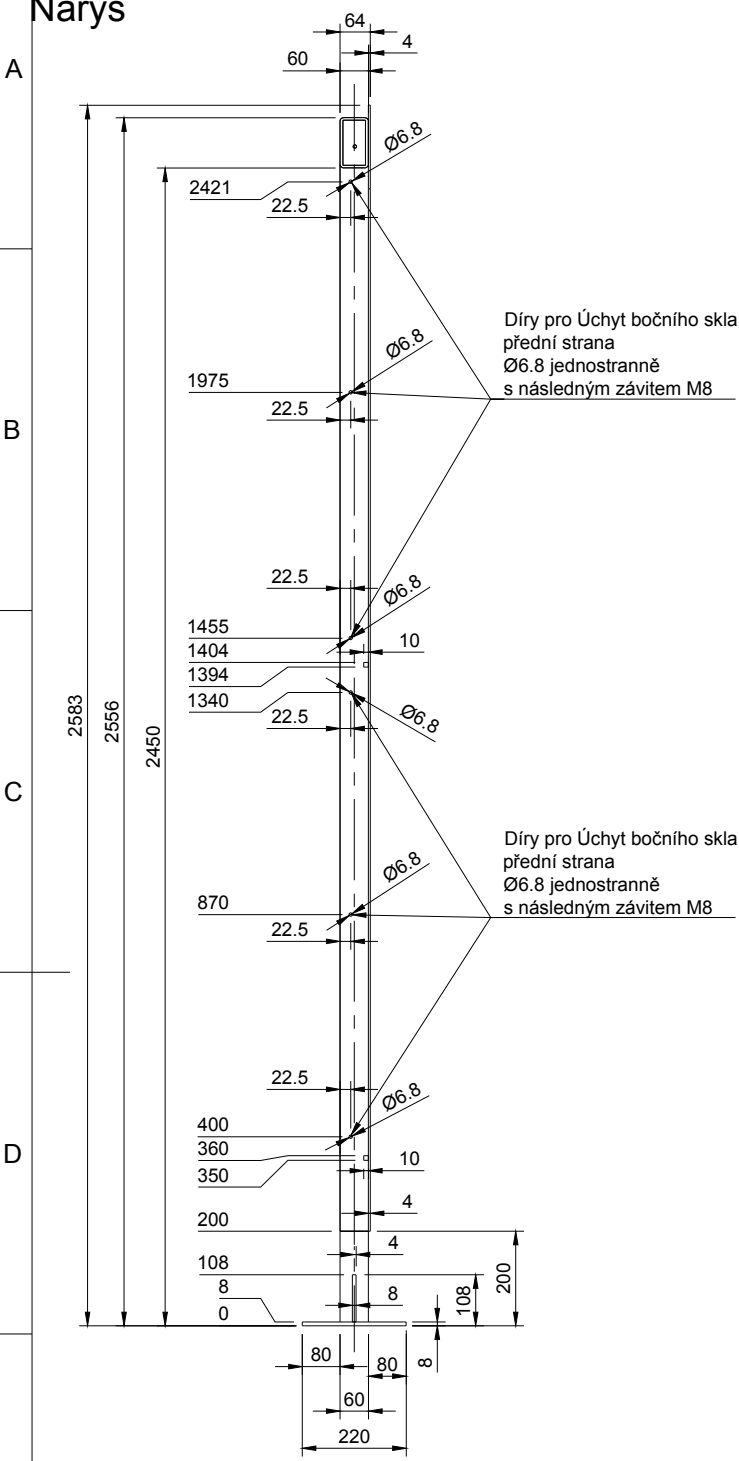 Nárys
64
4
60
A
Ø6.8
2421
22.5
Díry pro Úchyt bočního skla
přední strana
Ø6.8 jednostranně
s následným závitem M8
Ø6.8
1975
22.5
B
22.5
Ø6.8
1455
1404
10
1394
1340
Ø6.8
22.5
2583
2556
2450
C
Díry pro Úchyt bočního skla
přední strana
Ø6.8 jednostranně
s následným závitem M8
Ø6.8
870
22.5
22.5
Ø6.8
400
360
350
10
D
4
200
4
108
8
0
8
108
200
80
80
8
60
220